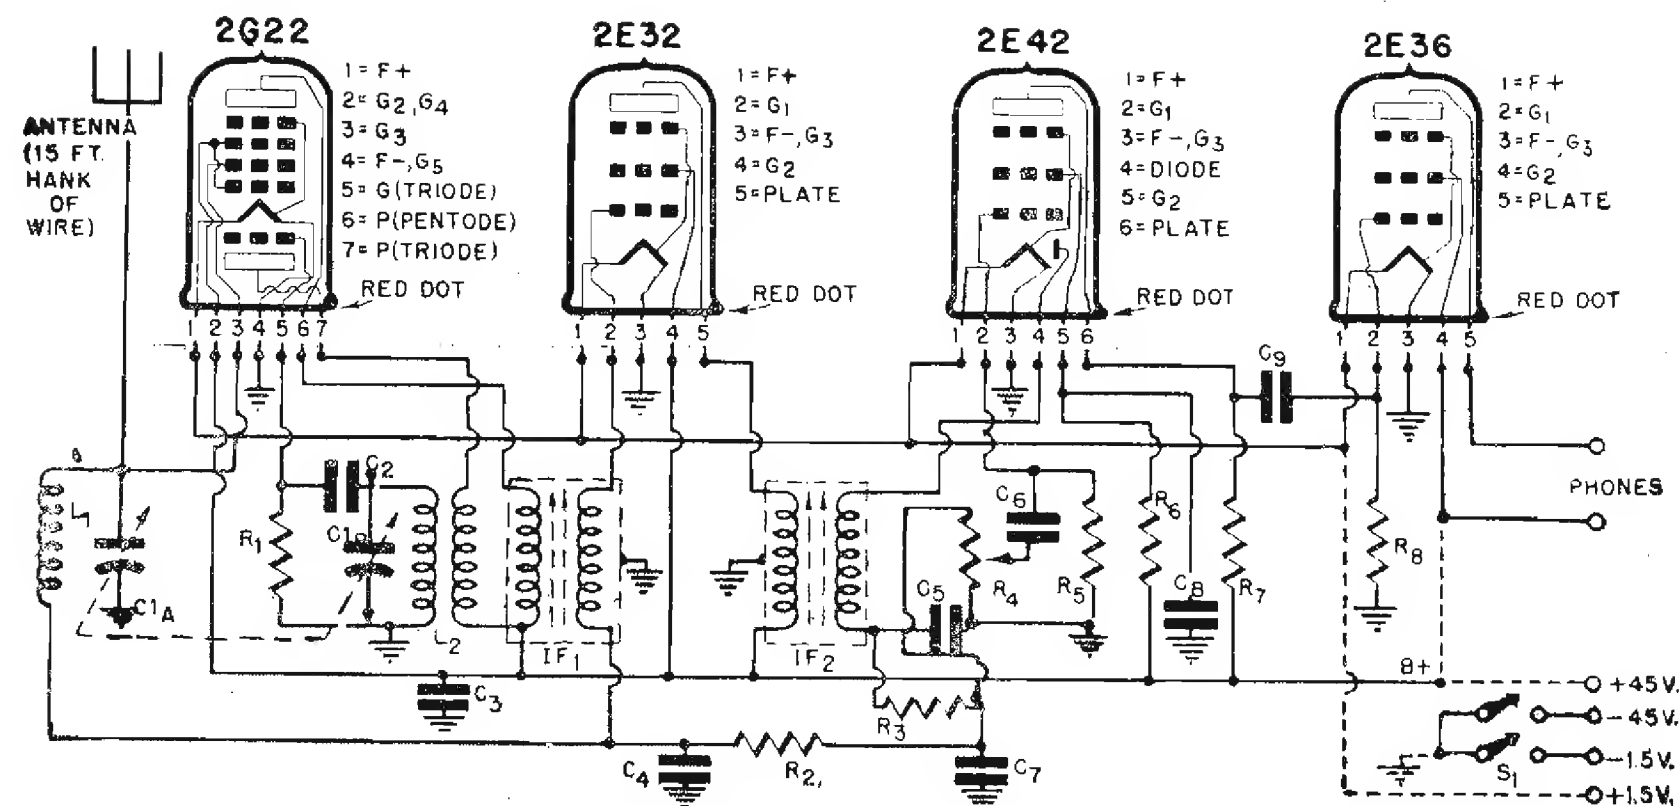 2G22
2E32
2E42
2E36
1 = F+
2 = G2, G4
3 = G3
4 = F-, G5
5 = G (TRIODE)
6 = P (PENTODE)
7 = P (TRIODE)
RED DOT
1 = F+
2 = G1
3 = F-, G3
4 = G2
5 = PLATE
RED DOT
1 = F+
2 = G1
3 = F-, G3
4 = DIODE
5 = G2
6 = PLATE
RED DOT
1 = F+
2 = G1
3 = F-, G3
4 = G2
5 = PLATE
RED DOT
ANTENNA
(15 FT.
HANK
OF
WIRE)
1 2 3 4 5 6 7
1 2 3 4 5
1 2 3 4 5 6
1 2 3 4 5
C9
L1
C1A
R1
C2
C1B
L2
IF1
IF2
C3
C4
R2
R3
C5
R4
C6
R5
R6
C8
R7
R8
C7
PHONES
B+
+45V.
-45V.
-1.5V.
S1
+1.5V.